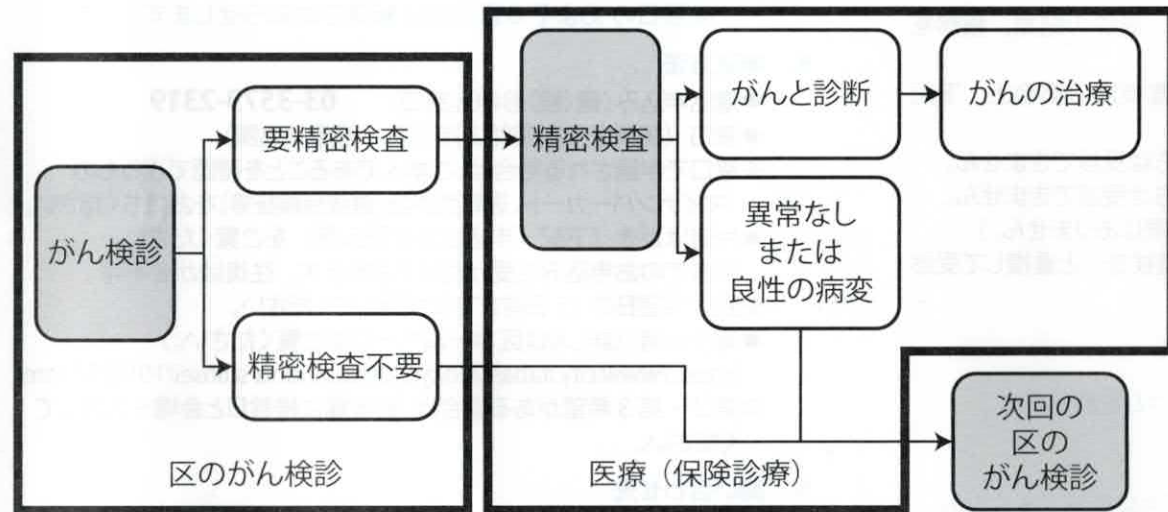 がん検診
要精密検査
精密検査不要
区のがん検診
精密検査
がんと診断
がんの治療
異常なし
または
良性の病変
医療（保険診療）
次回の
区の
がん検診